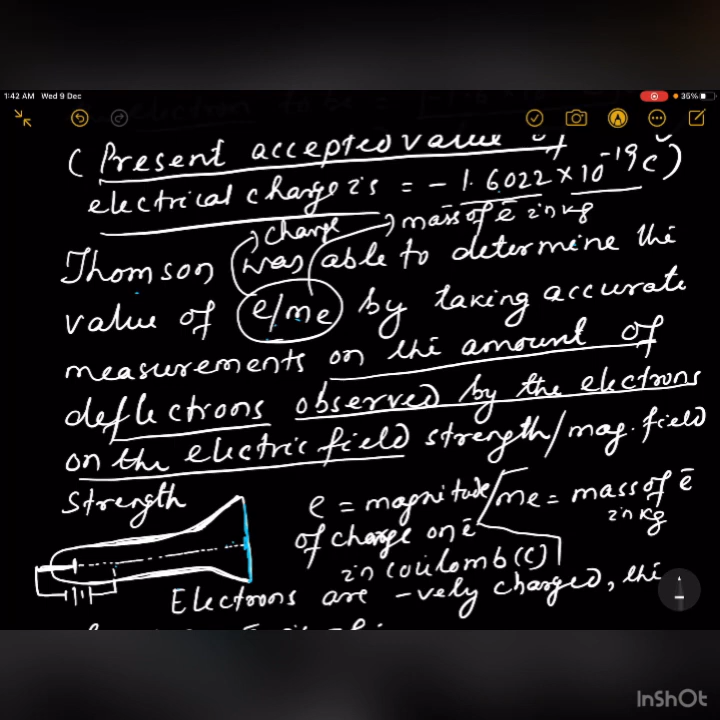 1:42 AM Wed 9 Dec
35%
(Present accepted value of
electrical charge is = - 1.6022 × 10⁻¹⁹ C)
charge
mass of ē in kg
Thomson was able to determine the
value of e/me by taking accurate
measurements on the amount of
deflections observed by the electrons
on the electric field strength/mag. field
strength
e = magnitude / me = mass of ē
of charge on ē in kg
in coulomb (C)
Electrons are -vely charged, the
InShOt